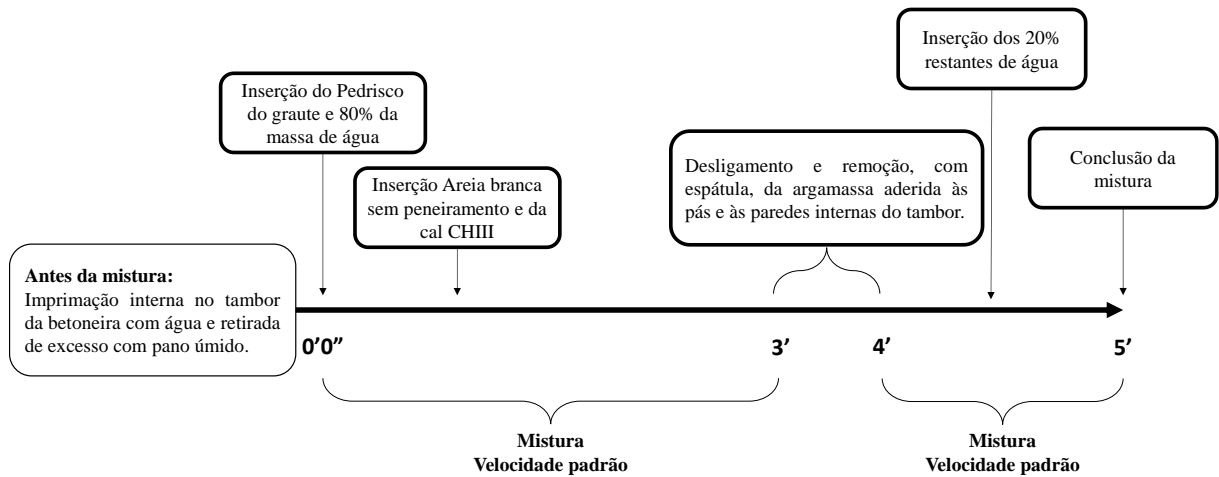 Inserção dos 20%
restantes de água
Inserção do Pedrisco
do graute e 80% da
massa de água
Desligamento e remoção, com
espátula, da argamassa aderida às
pás e às paredes internas do tambor.
Conclusão da
mistura
Inserção Areia branca
sem peneiramento e da
cal CHIII
Antes da mistura:
Imprimação interna no tambor
da betoneira com água e retirada
de excesso com pano úmido.
0’0”
3’
4’
5’
Mistura
Velocidade padrão
Mistura
Velocidade padrão